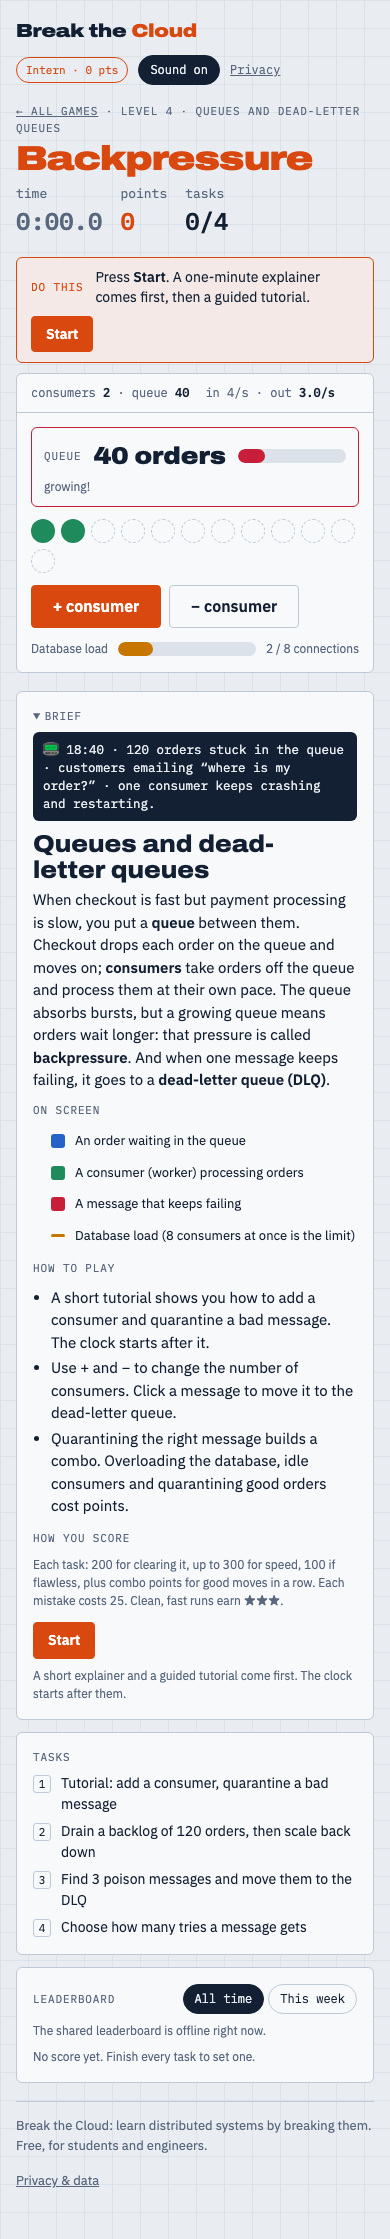 Break the Cloud
Intern · 0 pts
Sound on
Privacy
← ALL GAMES · LEVEL 4 · QUEUES AND DEAD-LETTER
QUEUES
Backpressure
time
points
tasks
0:00.0
0
0/4
DO THIS
Press Start. A one-minute explainer
comes first, then a guided tutorial.
Start
consumers 2 · queue 40 in 4/s · out 3.0/s
QUEUE 40 orders
growing!
+ consumer
− consumer
Database load
2 / 8 connections
▼ BRIEF
18:40 · 120 orders stuck in the queue
· customers emailing “where is my
order?” · one consumer keeps crashing
and restarting.
Queues and dead-
letter queues
When checkout is fast but payment processing
is slow, you put a queue between them.
Checkout drops each order on the queue and
moves on; consumers take orders off the queue
and process them at their own pace. The queue
absorbs bursts, but a growing queue means
orders wait longer: that pressure is called
backpressure. And when one message keeps
failing, it goes to a dead-letter queue (DLQ).
ON SCREEN
An order waiting in the queue
A consumer (worker) processing orders
A message that keeps failing
Database load (8 consumers at once is the limit)
HOW TO PLAY
• A short tutorial shows you how to add a
consumer and quarantine a bad message.
The clock starts after it.
• Use + and − to change the number of
consumers. Click a message to move it to the
dead-letter queue.
• Quarantining the right message builds a
combo. Overloading the database, idle
consumers and quarantining good orders
cost points.
HOW YOU SCORE
Each task: 200 for clearing it, up to 300 for speed, 100 if
flawless, plus combo points for good moves in a row. Each
mistake costs 25. Clean, fast runs earn ★★★.
Start
A short explainer and a guided tutorial come first. The clock
starts after them.
TASKS
1 Tutorial: add a consumer, quarantine a bad
message
2 Drain a backlog of 120 orders, then scale back
down
3 Find 3 poison messages and move them to the
DLQ
4 Choose how many tries a message gets
LEADERBOARD
All time
This week
The shared leaderboard is offline right now.
No score yet. Finish every task to set one.
Break the Cloud: learn distributed systems by breaking them.
Free, for students and engineers.
Privacy & data